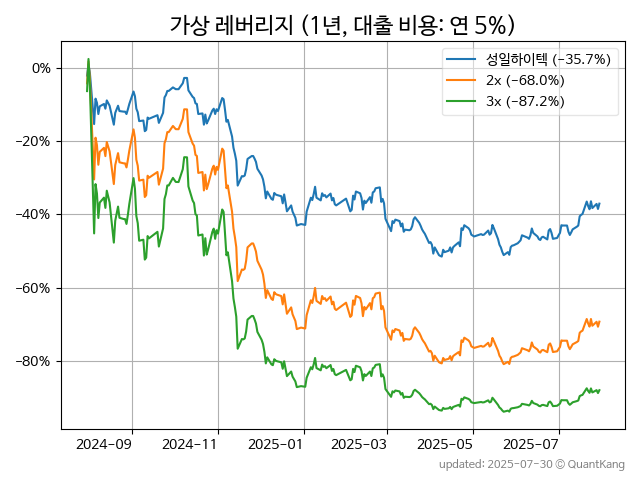 가상 레버리지 (1년, 대출 비용: 연 5%)
성일하이텍 (−35.7%)
2x (−68.0%)
3x (−87.2%)
0%
−20%
−40%
−60%
−80%
2024−09 2024−11 2025−01 2025−03 2025−05 2025−07
updated: 2025-07-30 © QuantKang